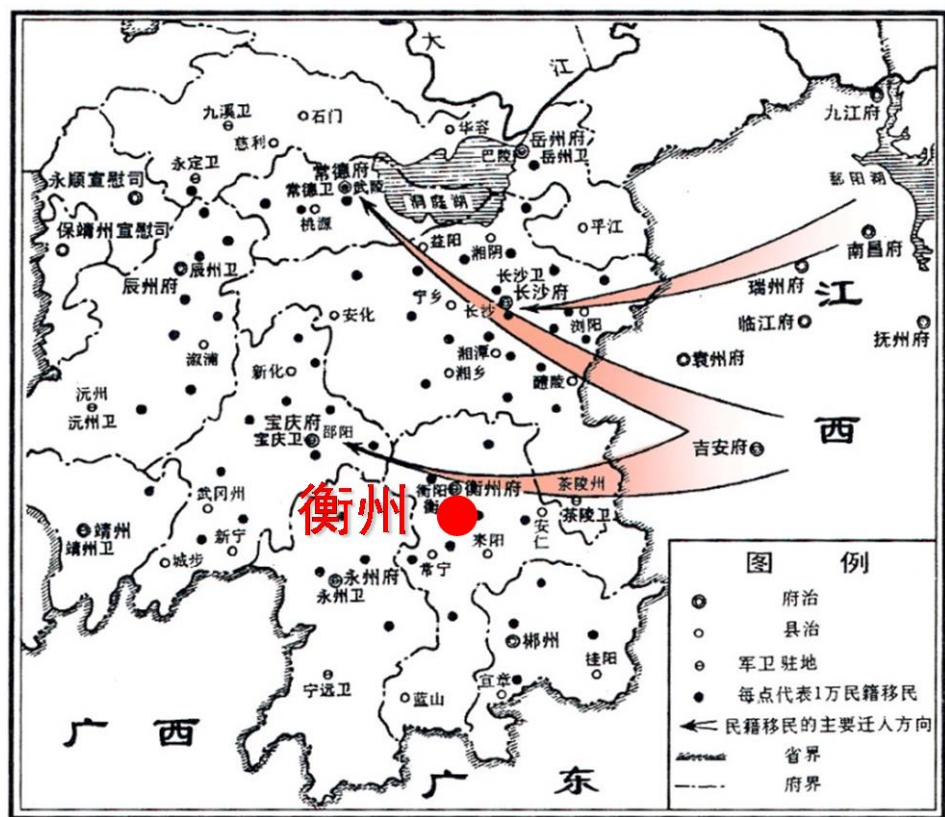 大
江
九江府
九溪卫
石门
慈利
华容
岳州府
巴陵
岳州卫
永定卫
常德府
永顺宣慰司
常德卫
武陵
洞庭湖
鄱阳湖
桃源
平江
保靖州宣慰司
益阳
湘阴
南昌府
辰州卫
辰州府
长沙卫
长沙府
瑞州府
江
宁乡
长沙
安化
浏阳
临江府
抚州府
溆浦
湘潭
袁州府
新化
湘乡
醴陵
沅州
沅州卫
宝庆府
邵阳
宝庆卫
西
吉安府
武冈州
衡州
衡阳
衡州府
衡
茶陵州
茶陵卫
安仁
靖州
靖州卫
新宁
城步
耒阳
常宁
永州府
永州卫
郴州
桂阳
宁远卫
宜章
蓝山
广西
广东
图例
府治
县治
军卫驻地
每点代表1万民籍移民
民籍移民的主要迁入方向
省界
府界